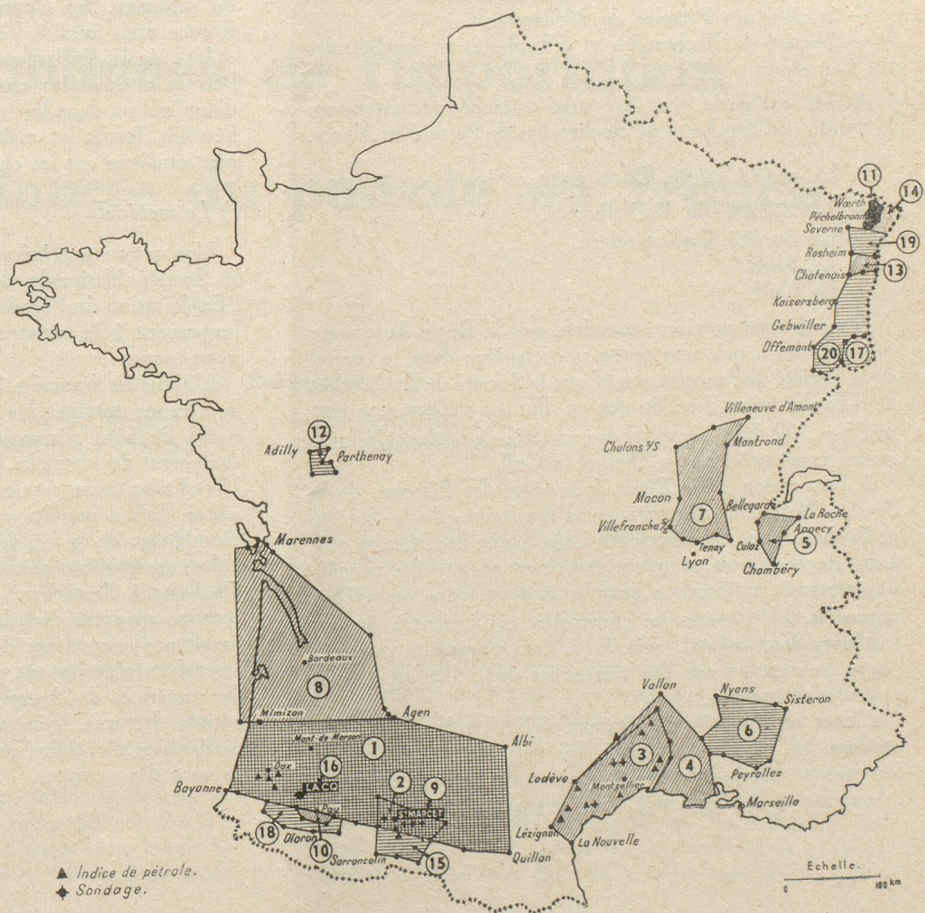 11
14
Wœrth
Péchelbronn
Saverne
19
Rosheim
13
Chatenois
Kaisersberg
Gebwiller
Offemont
20
17
Villeneuve d'Amont
12
Adilly
Parthenay
Chalons s/S
Montrond
Macon
Bellegarde
La Roche
7
Annecy
Villefranche s/S
Culoz
5
Tenay
Marennes
Lyon
Chambéry
Bordeaux
8
Vallon
Nyons
Sisteron
Mimizan
Agen
6
Mont-de-Marsan
1
Albi
3
4
Dax
16
Peyrolles
LACQ
2
9
Lodève
Montpellier
Bayonne
Pau
St MARCET
Marseille
18
Lézignan
Oloron
La Nouvelle
10
Sarrancolin
15
Quillan
Echelle.
Indice de pétrole.
0 100 km
Sondage.